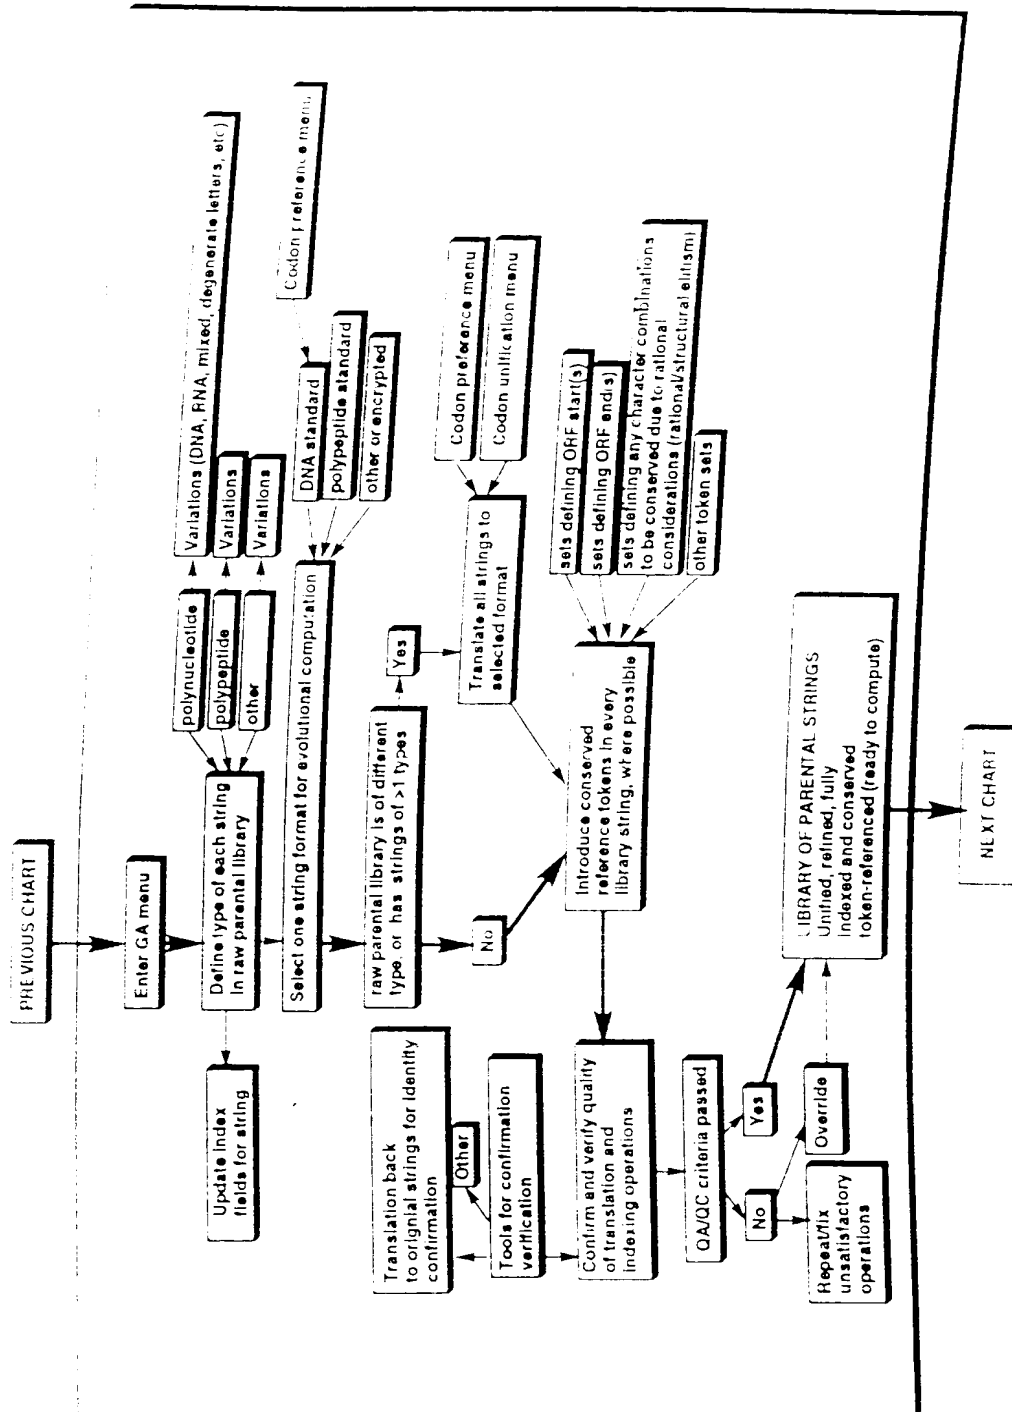 PREVIOUS CHART
Enter GA menu
Define type of each string
in raw parental library
Update index
fields for string
polynucleotide
polypeptide
other
Variations (DNA, RNA, mixed, degenerate letters, etc)
Variations
Variations
Select one string format for evolutional computation
DNA standard
polypeptide standard
other or encrypted
Codon preference menu
raw parental library is of different
type, or has strings of >1 types
Yes
No
Translate all strings to
selected format
Codon preference menu
Codon unification menu
Introduce conserved
reference tokens in every
library string, where possible
sets defining ORF start(s)
sets defining ORF end(s)
sets defining any character combinations
to be conserved due to rational
considerations (rational/structural elitism)
other token sets
Translation back
to orignial strings for identity
confirmation
Other
Tools for confirmation
verification
Confirm and verify quality
of translation and
indexing operations
QA/QC criteria passed
Yes
No
Override
Repeat/fix
unsatisfactory
operations
LIBRARY OF PARENTAL STRINGS
Unified, refined, fully
indexed and conserved
token-referenced (ready to compute)
NEXT CHART